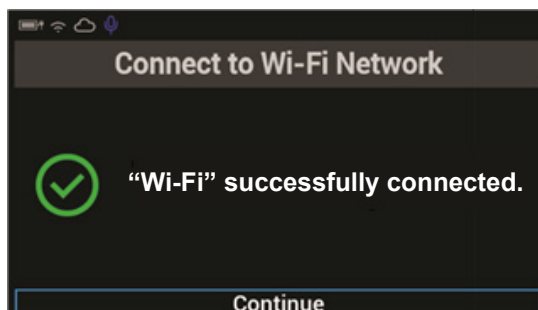 Connect to Wi-Fi Network
“Wi-Fi” successfully connected.
Continue